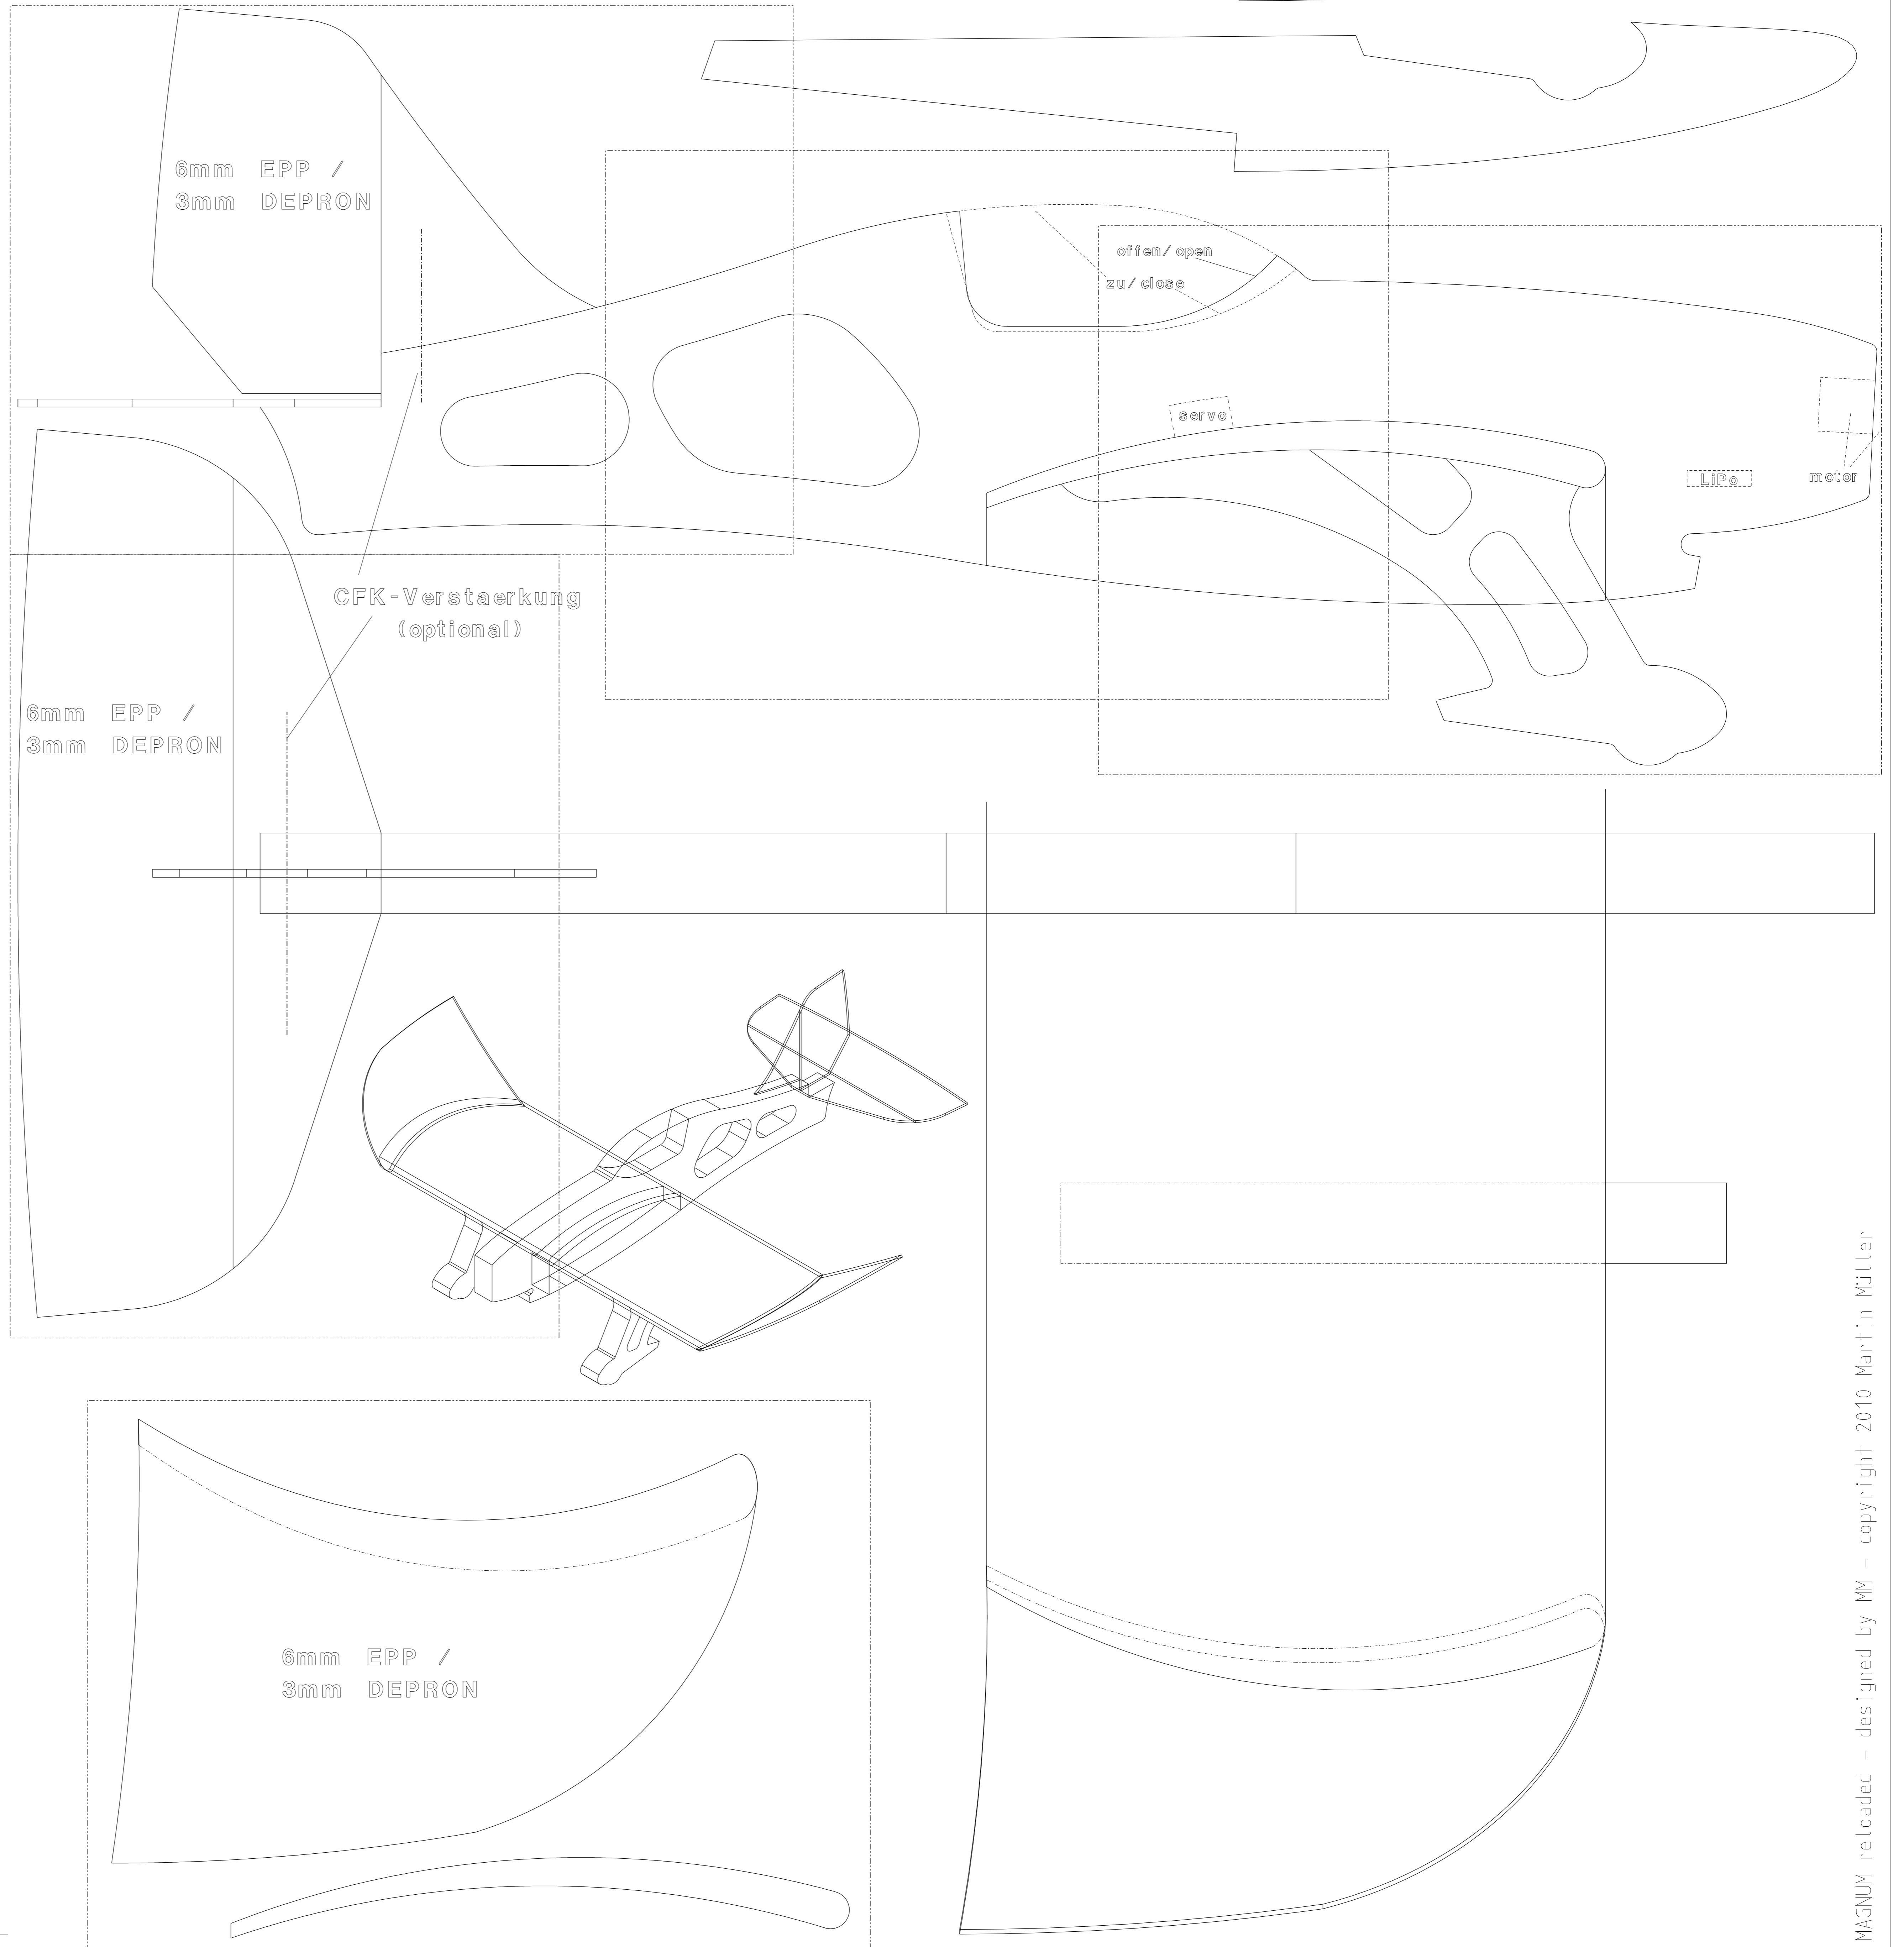 6mm EPP /
3mm DEPRON
offen/open
zu/close
servo
LiPo
motor
CFK-Verstaerkung
(optional)
6mm EPP /
3mm DEPRON
6mm EPP /
3mm DEPRON
MAGNUM reloaded - designed by MM - copyright 2010 Martin Müller